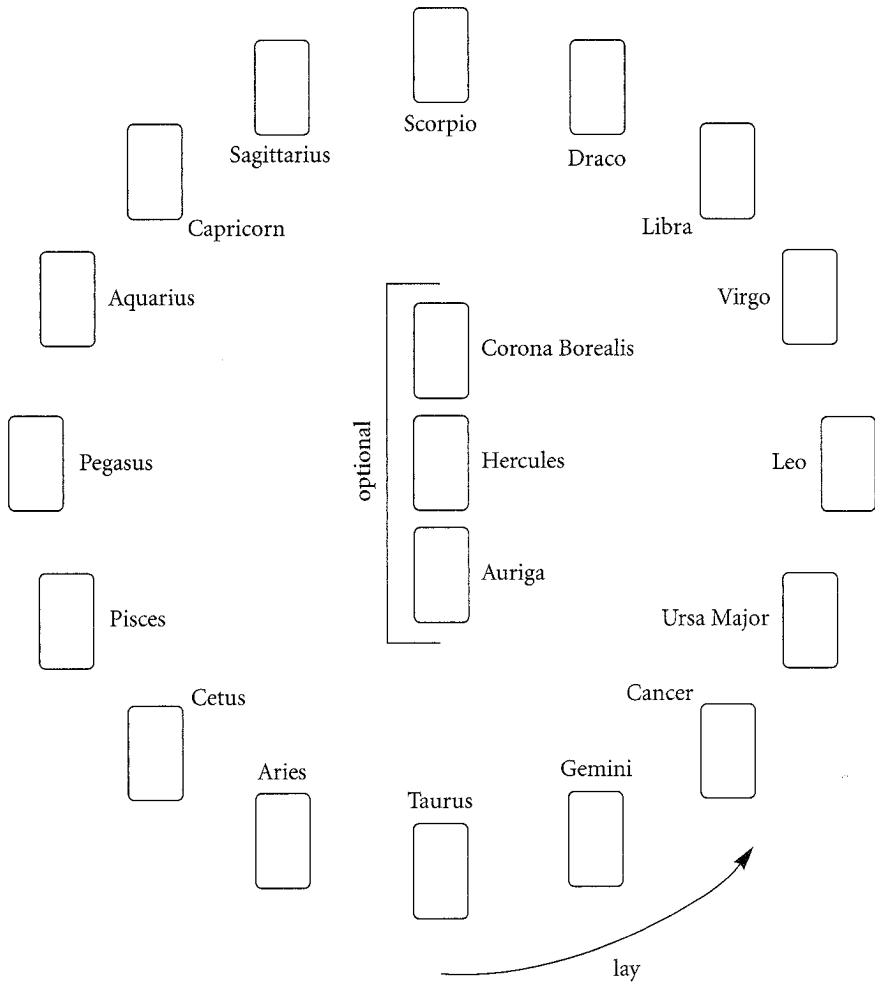 Scorpio
Sagittarius
Draco
Capricorn
Libra
Aquarius
Virgo
Corona Borealis
optional
Pegasus
Hercules
Leo
Auriga
Pisces
Ursa Major
Cetus
Cancer
Aries
Gemini
Taurus
lay